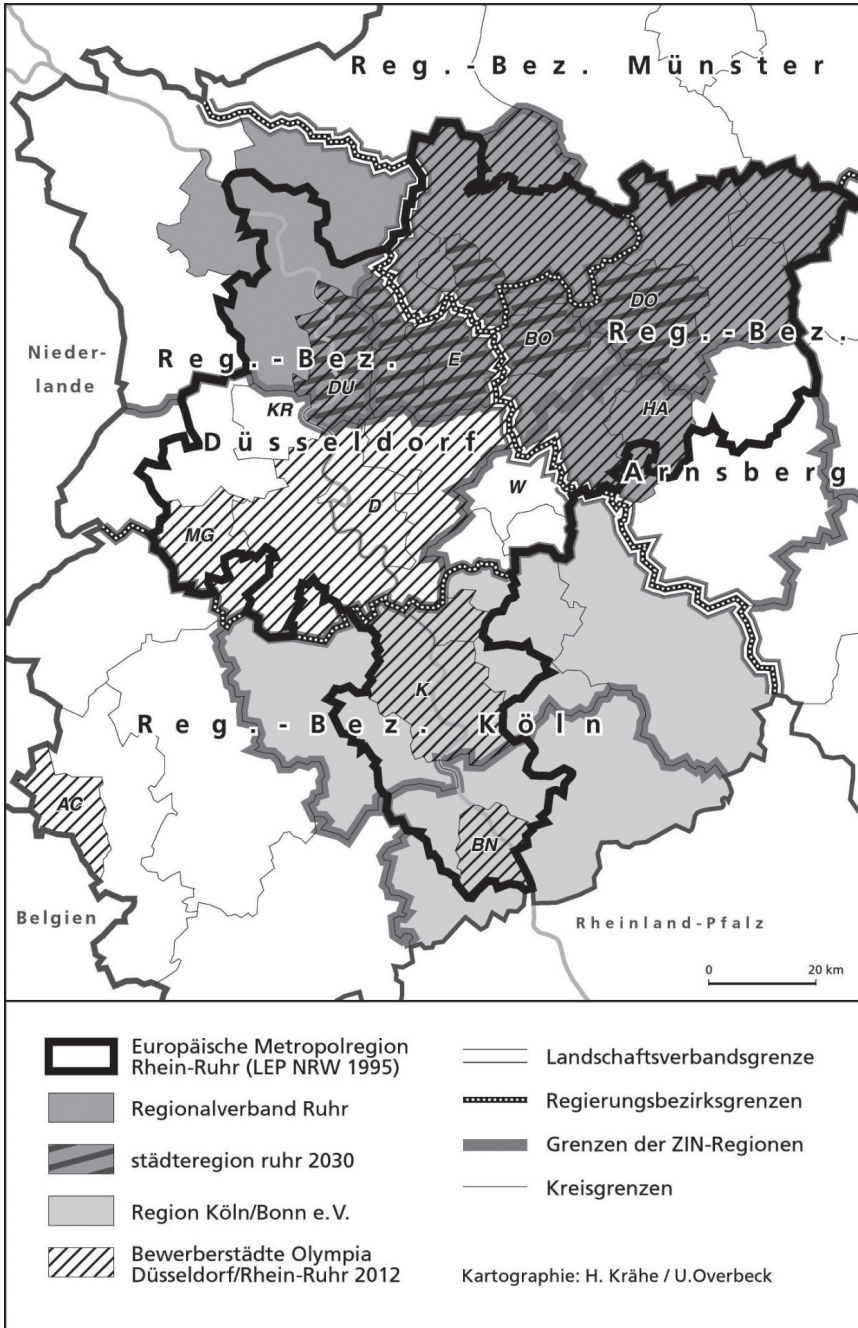 Reg.-Bez. Münster
Nieder-
lande
Reg.-Bez.
Düsseldorf
DU
E
BO
DO
Reg.-Bez.
Arnsberg
HA
KR
W
D
MG
K
Reg.-Bez. Köln
AC
BN
Belgien
Rheinland-Pfalz
0 20 km
Europäische Metropolregion
Rhein-Ruhr (LEP NRW 1995)
Regionalverband Ruhr
städteregion ruhr 2030
Region Köln/Bonn e.V.
Bewerberstädte Olympia
Düsseldorf/Rhein-Ruhr 2012
Landschaftsverbandsgrenze
Regierungsbezirksgrenzen
Grenzen der ZIN-Regionen
Kreisgrenzen
Kartographie: H. Krähe / U.Overbeck